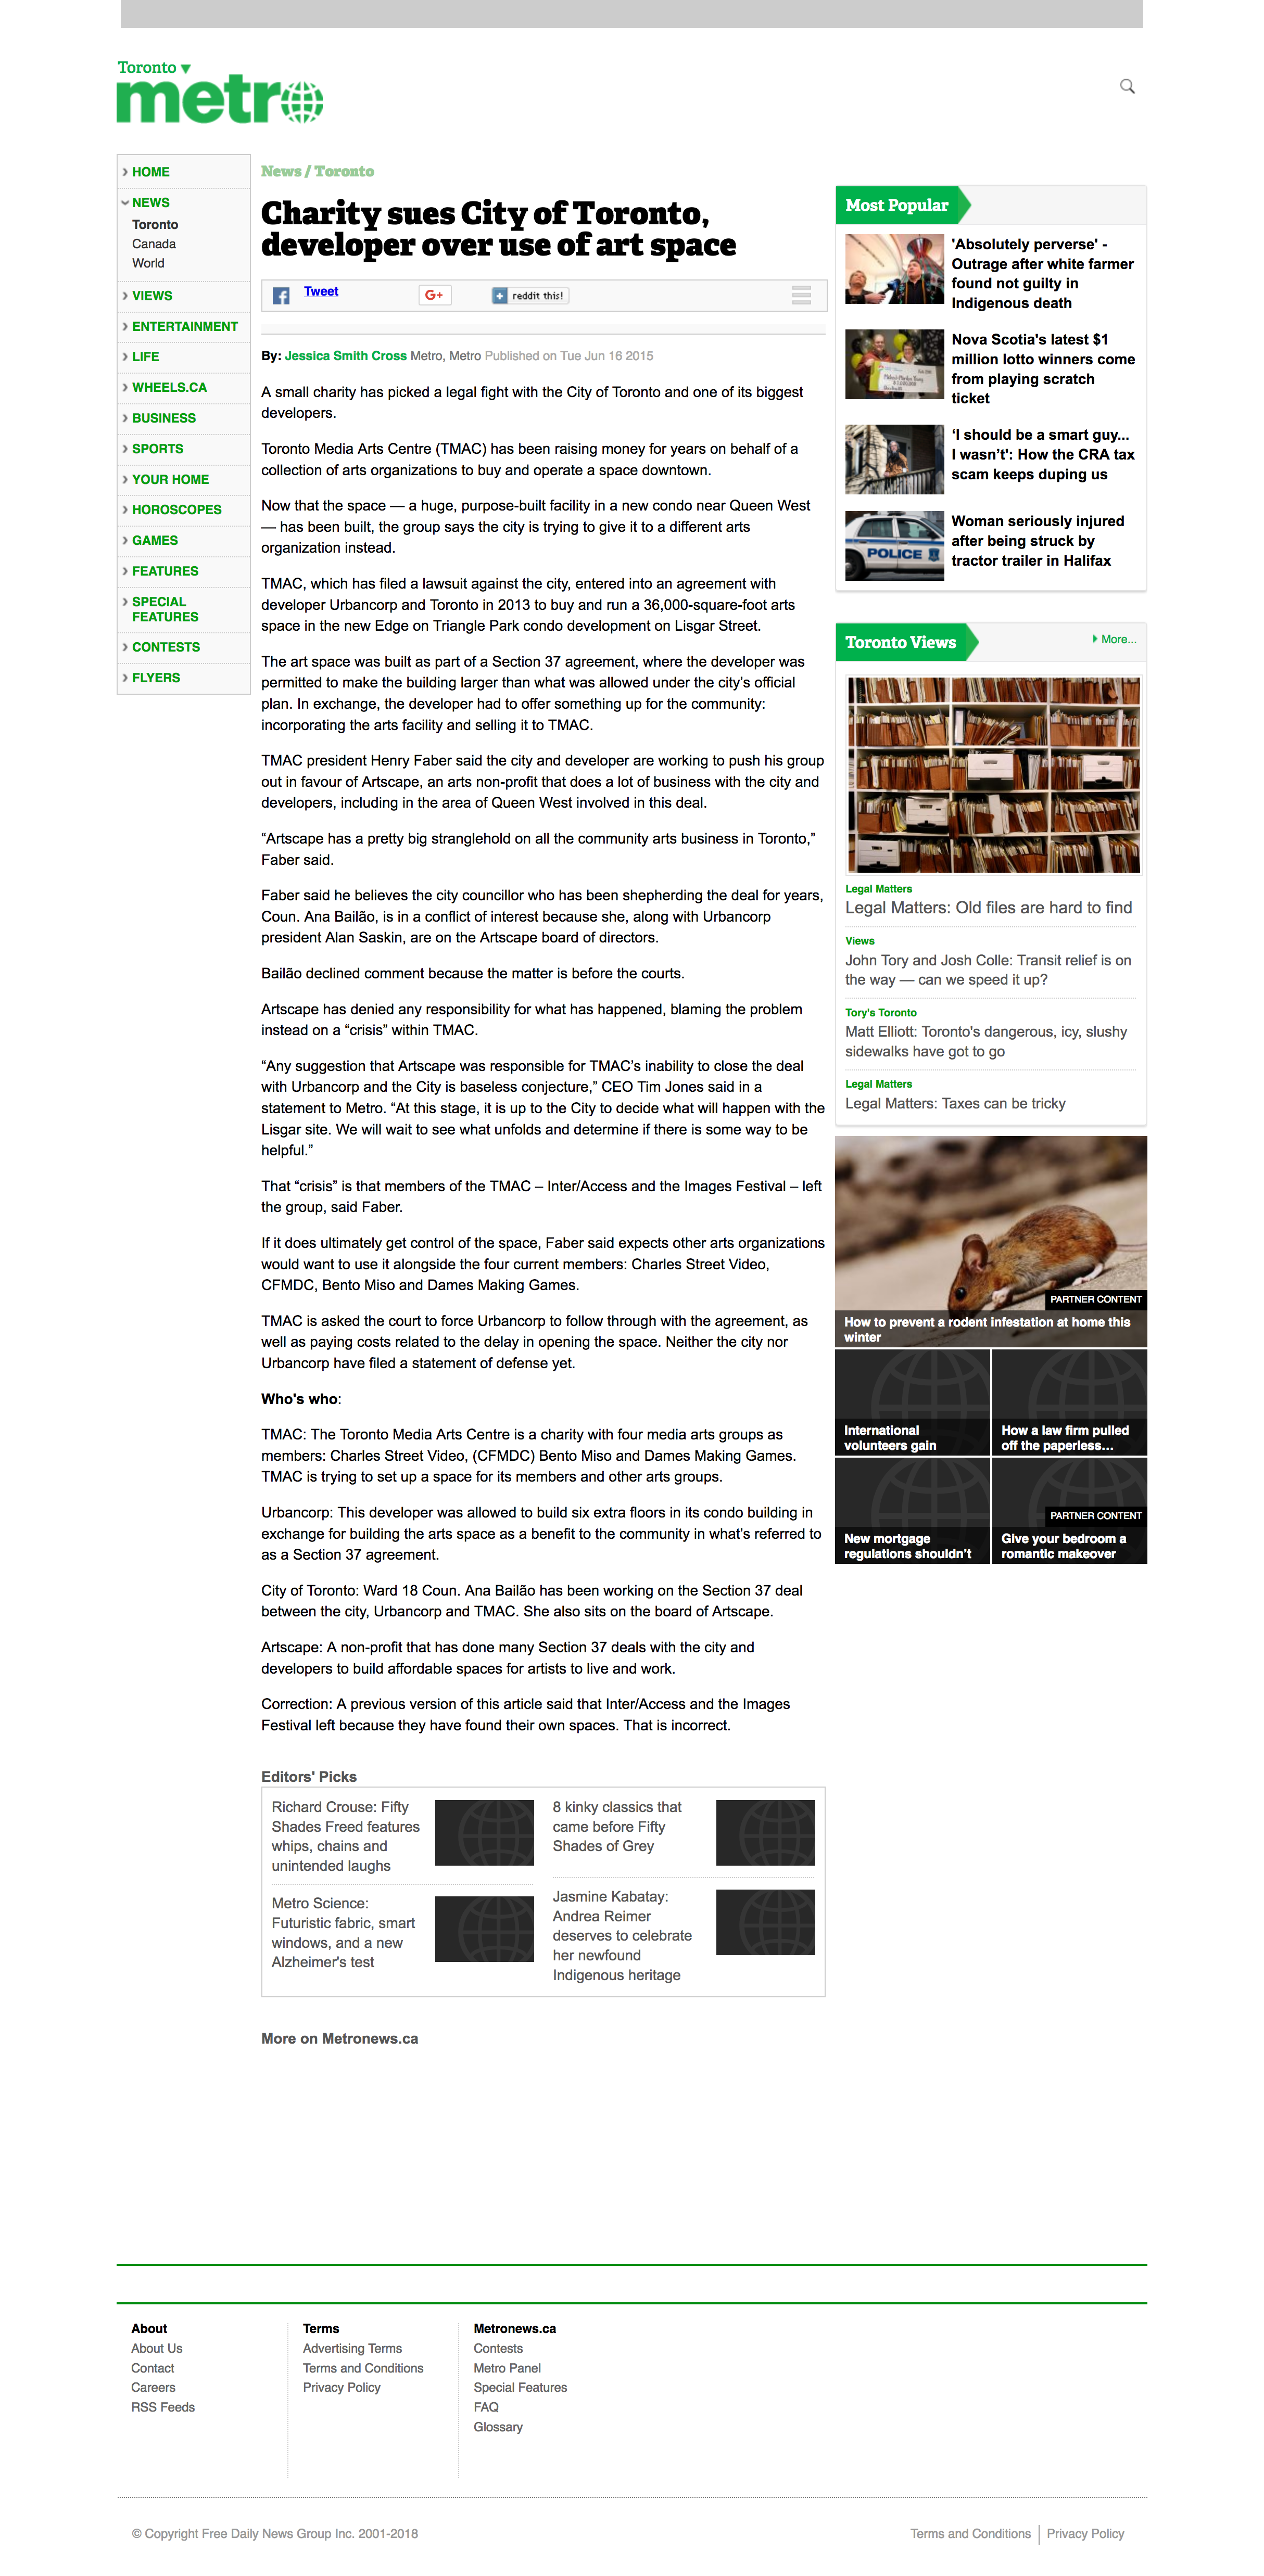 Toronto
metro
HOME
NEWS
Toronto
Canada
World
VIEWS
ENTERTAINMENT
LIFE
WHEELS.CA
BUSINESS
SPORTS
YOUR HOME
HOROSCOPES
GAMES
FEATURES
SPECIAL
FEATURES
CONTESTS
FLYERS
News / Toronto
Charity sues City of Toronto,
developer over use of art space
Tweet
G+
reddit this!
By: Jessica Smith Cross Metro, Metro Published on Tue Jun 16 2015
A small charity has picked a legal fight with the City of Toronto and one of its biggest
developers.
Toronto Media Arts Centre (TMAC) has been raising money for years on behalf of a
collection of arts organizations to buy and operate a space downtown.
Now that the space — a huge, purpose-built facility in a new condo near Queen West
— has been built, the group says the city is trying to give it to a different arts
organization instead.
TMAC, which has filed a lawsuit against the city, entered into an agreement with
developer Urbancorp and Toronto in 2013 to buy and run a 36,000-square-foot arts
space in the new Edge on Triangle Park condo development on Lisgar Street.
The art space was built as part of a Section 37 agreement, where the developer was
permitted to make the building larger than what was allowed under the city’s official
plan. In exchange, the developer had to offer something up for the community:
incorporating the arts facility and selling it to TMAC.
TMAC president Henry Faber said the city and developer are working to push his group
out in favour of Artscape, an arts non-profit that does a lot of business with the city and
developers, including in the area of Queen West involved in this deal.
“Artscape has a pretty big stranglehold on all the community arts business in Toronto,”
Faber said.
Faber said he believes the city councillor who has been shepherding the deal for years,
Coun. Ana Bailão, is in a conflict of interest because she, along with Urbancorp
president Alan Saskin, are on the Artscape board of directors.
Bailão declined comment because the matter is before the courts.
Artscape has denied any responsibility for what has happened, blaming the problem
instead on a “crisis” within TMAC.
“Any suggestion that Artscape was responsible for TMAC’s inability to close the deal
with Urbancorp and the City is baseless conjecture,” CEO Tim Jones said in a
statement to Metro. “At this stage, it is up to the City to decide what will happen with the
Lisgar site. We will wait to see what unfolds and determine if there is some way to be
helpful.”
That “crisis” is that members of the TMAC – Inter/Access and the Images Festival – left
the group, said Faber.
If it does ultimately get control of the space, Faber said expects other arts organizations
would want to use it alongside the four current members: Charles Street Video,
CFMDC, Bento Miso and Dames Making Games.
TMAC is asked the court to force Urbancorp to follow through with the agreement, as
well as paying costs related to the delay in opening the space. Neither the city nor
Urbancorp have filed a statement of defense yet.
Who's who:
TMAC: The Toronto Media Arts Centre is a charity with four media arts groups as
members: Charles Street Video, (CFMDC) Bento Miso and Dames Making Games.
TMAC is trying to set up a space for its members and other arts groups.
Urbancorp: This developer was allowed to build six extra floors in its condo building in
exchange for building the arts space as a benefit to the community in what’s referred to
as a Section 37 agreement.
City of Toronto: Ward 18 Coun. Ana Bailão has been working on the Section 37 deal
between the city, Urbancorp and TMAC. She also sits on the board of Artscape.
Artscape: A non-profit that has done many Section 37 deals with the city and
developers to build affordable spaces for artists to live and work.
Correction: A previous version of this article said that Inter/Access and the Images
Festival left because they have found their own spaces. That is incorrect.
Editors' Picks
Richard Crouse: Fifty
Shades Freed features
whips, chains and
unintended laughs
Metro Science:
Futuristic fabric, smart
windows, and a new
Alzheimer's test
8 kinky classics that
came before Fifty
Shades of Grey
Jasmine Kabatay:
Andrea Reimer
deserves to celebrate
her newfound
Indigenous heritage
More on Metronews.ca
Most Popular
'Absolutely perverse' -
Outrage after white farmer
found not guilty in
Indigenous death
Nova Scotia's latest $1
million lotto winners come
from playing scratch
ticket
‘I should be a smart guy...
I wasn’t': How the CRA tax
scam keeps duping us
POLICE
Woman seriously injured
after being struck by
tractor trailer in Halifax
Toronto Views
More...
Legal Matters
Legal Matters: Old files are hard to find
Views
John Tory and Josh Colle: Transit relief is on
the way — can we speed it up?
Tory's Toronto
Matt Elliott: Toronto's dangerous, icy, slushy
sidewalks have got to go
Legal Matters
Legal Matters: Taxes can be tricky
PARTNER CONTENT
How to prevent a rodent infestation at home this
winter
International
volunteers gain
How a law firm pulled
off the paperless…
New mortgage
regulations shouldn’t
PARTNER CONTENT
Give your bedroom a
romantic makeover
About
About Us
Contact
Careers
RSS Feeds
Terms
Advertising Terms
Terms and Conditions
Privacy Policy
Metronews.ca
Contests
Metro Panel
Special Features
FAQ
Glossary
© Copyright Free Daily News Group Inc. 2001-2018
Terms and Conditions
Privacy Policy